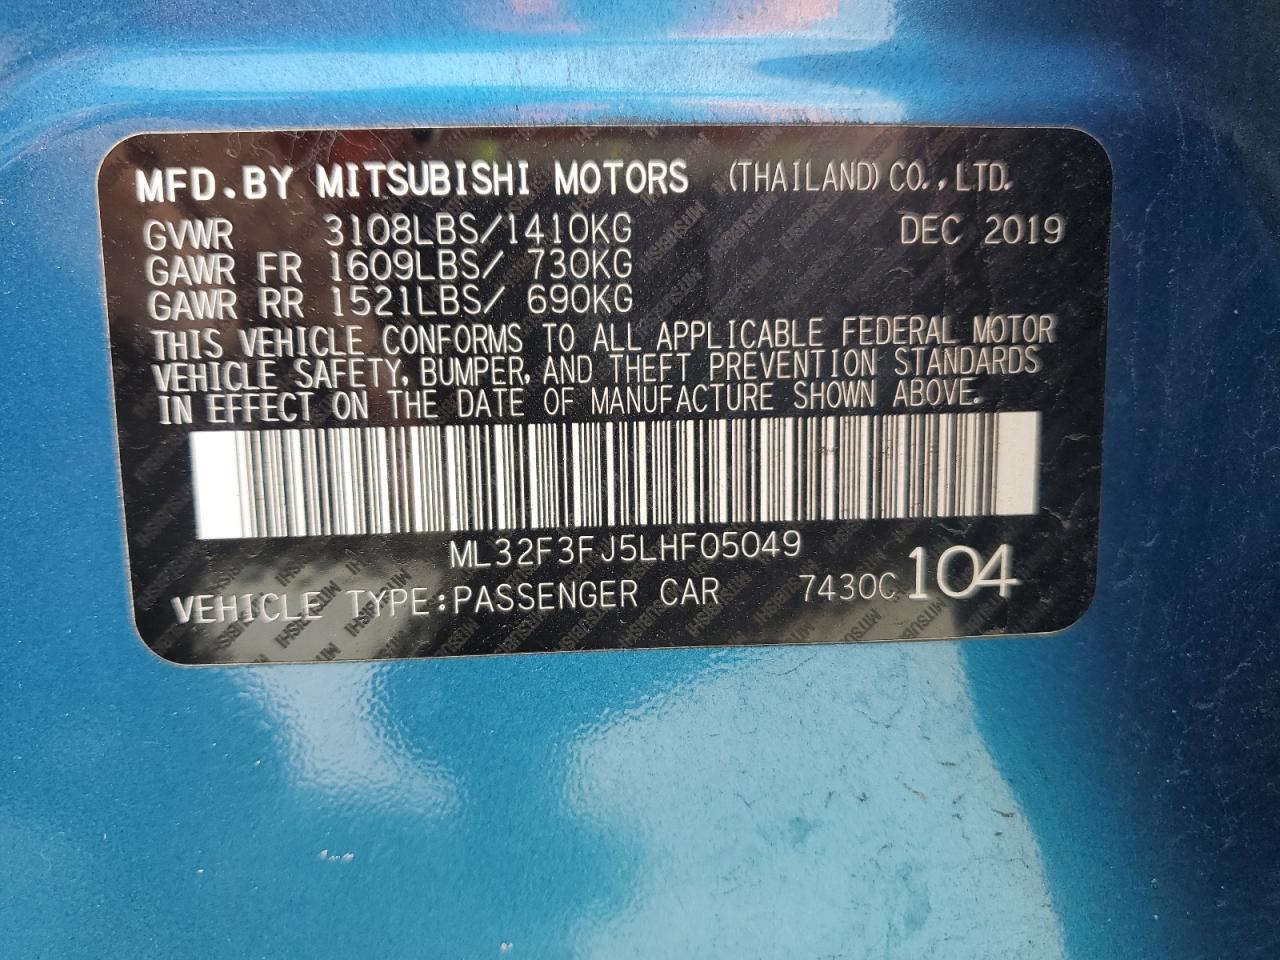 MFD.BY MITSUBISHI MOTORS (THAILAND) CO., LTD.
GVWR 3108LBS/1410KG DEC 2019
GAWR FR 1609LBS/ 730KG
GAWR RR 1521LBS/ 690KG
THIS VEHICLE CONFORMS TO ALL APPLICABLE FEDERAL MOTOR
VEHICLE SAFETY, BUMPER, AND THEFT PREVENTION STANDARDS
IN EFFECT ON THE DATE OF MANUFACTURE SHOWN ABOVE.
ML32F3FJ5LHF05049
VEHICLE TYPE:PASSENGER CAR 7430C 104